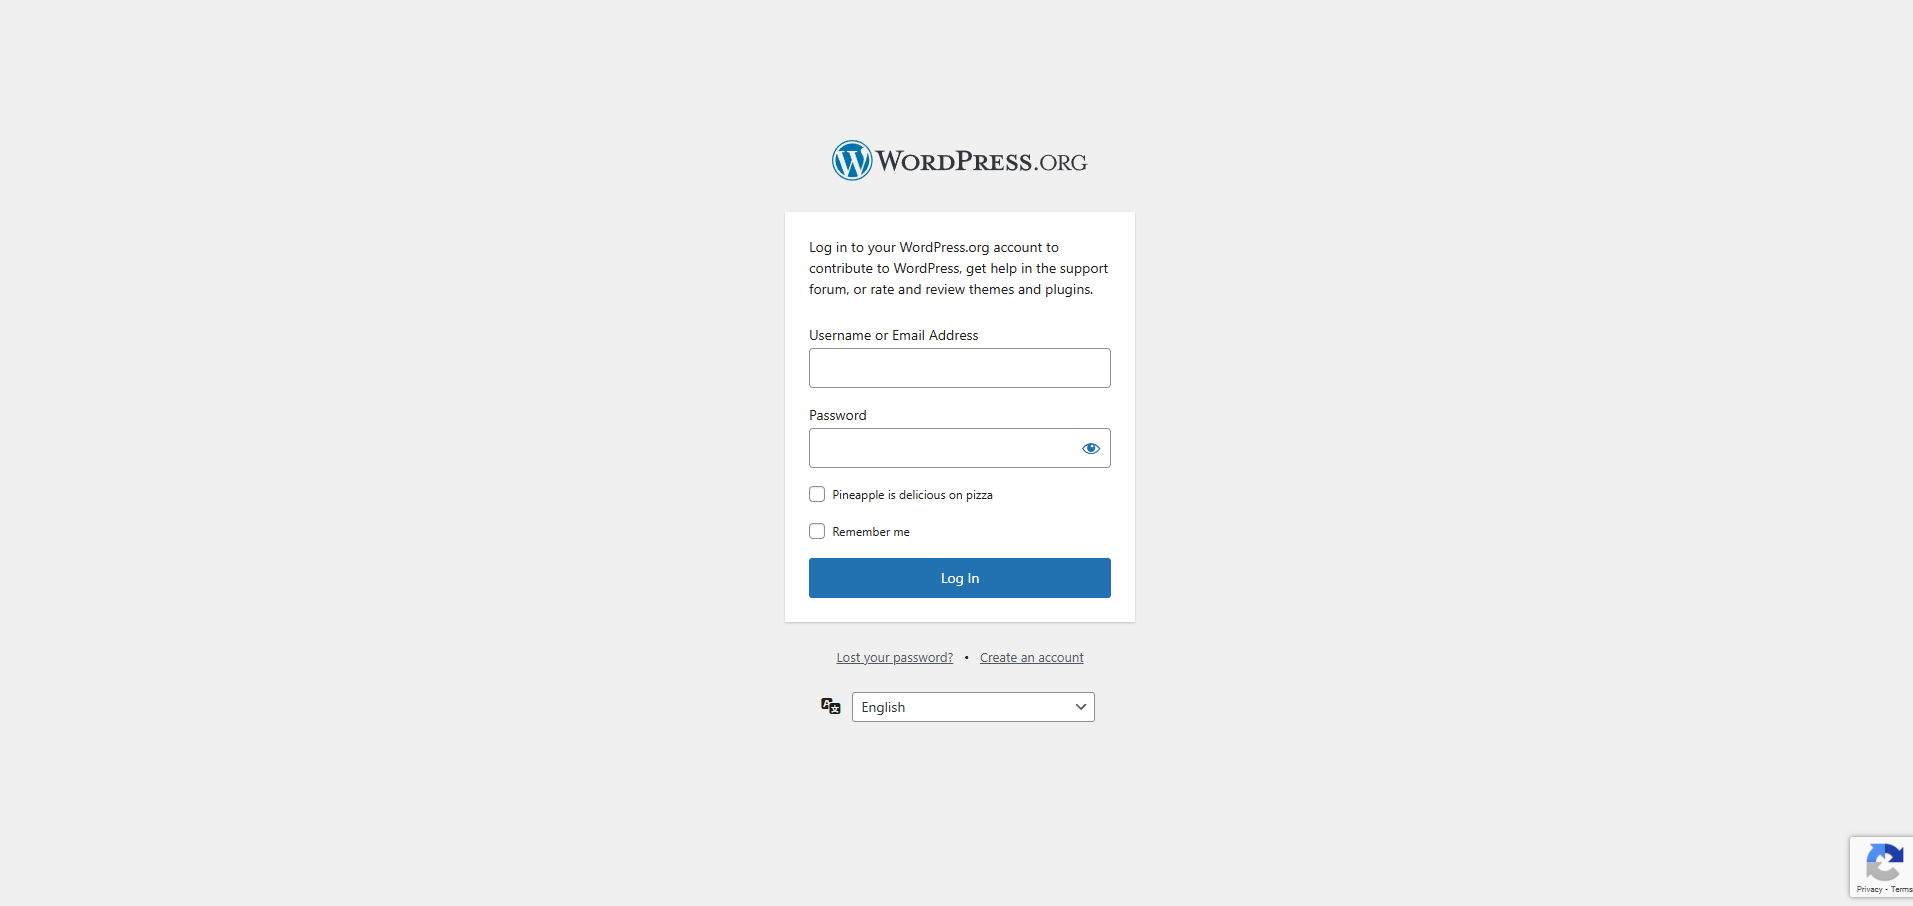 WORDPRESS.ORG
Log in to your WordPress.org account to
contribute to WordPress, get help in the support
forum, or rate and review themes and plugins.
Username or Email Address
Password
Pineapple is delicious on pizza
Remember me
Log In
Lost your password? • Create an account
English
Privacy - Terms